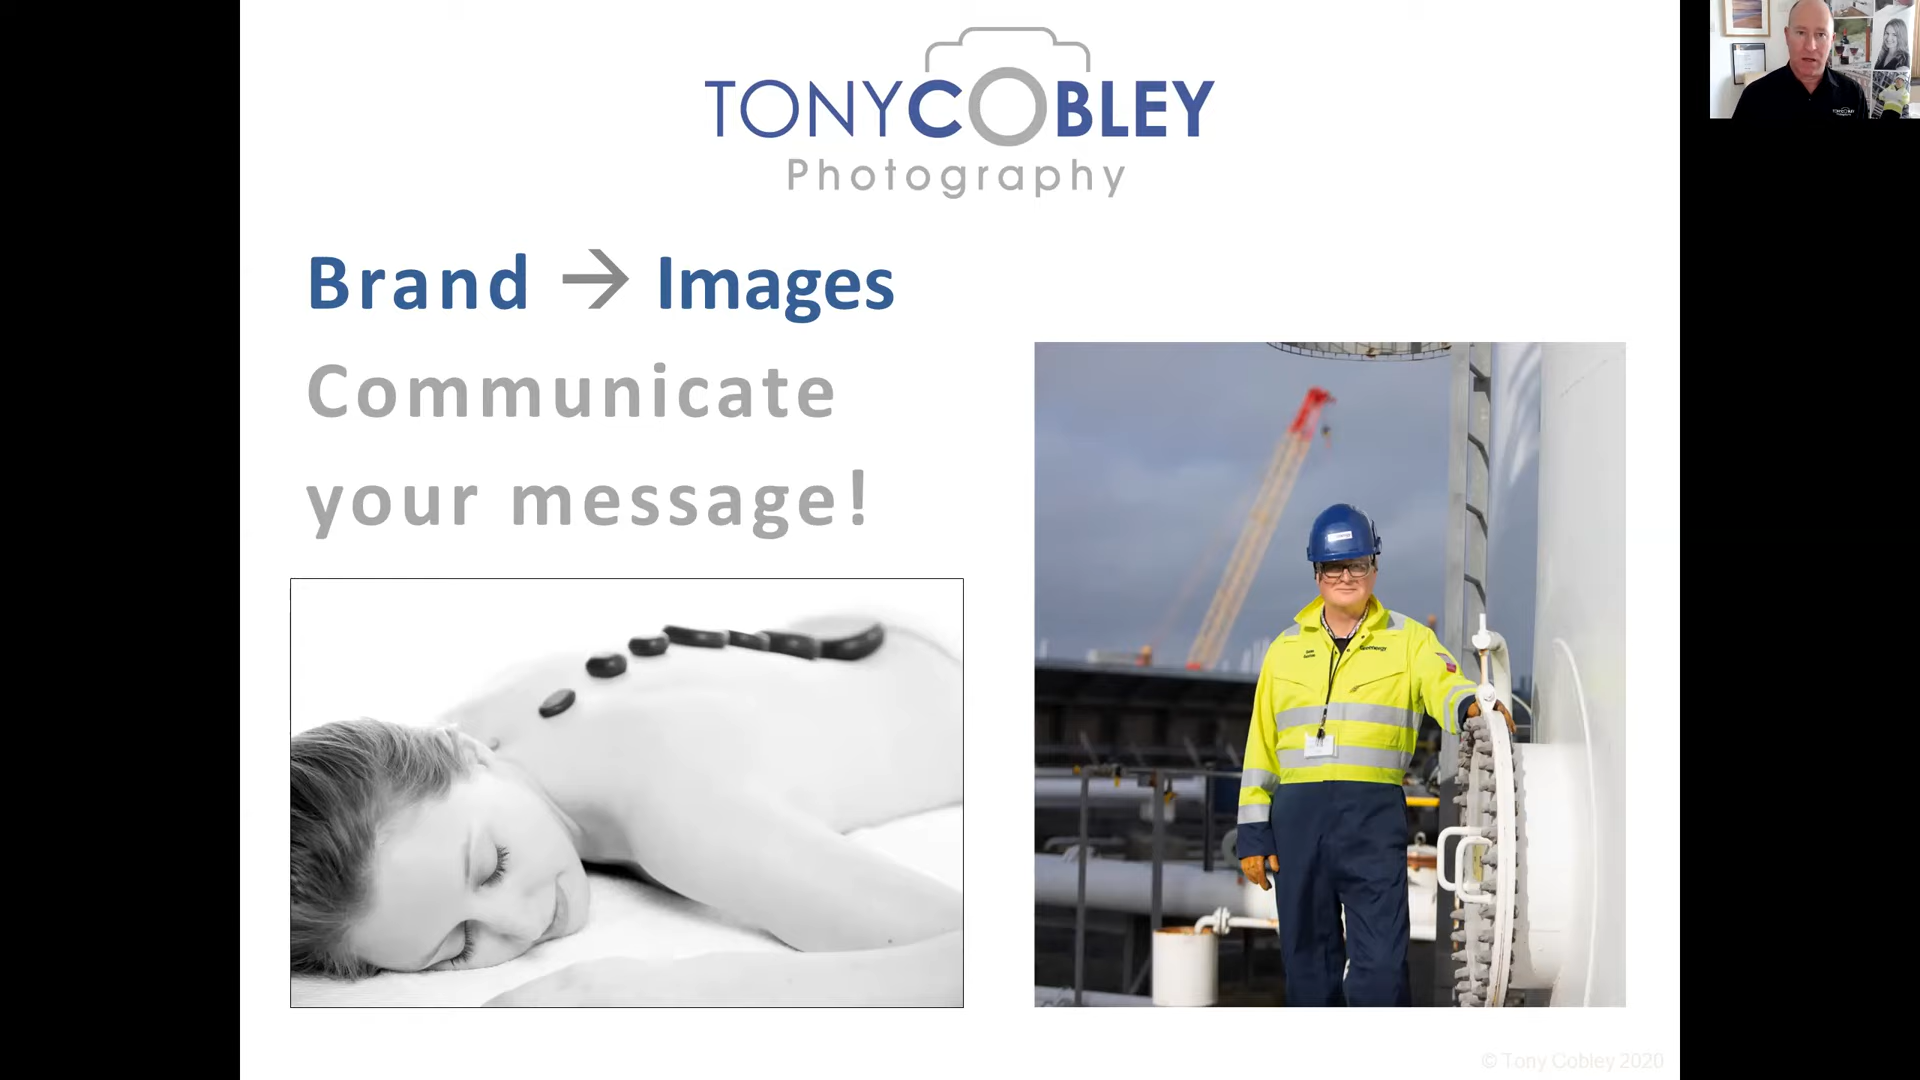 TONYCOBLEY
Photography
Brand → Images
Communicate
your message!
© Tony Cobley 2020